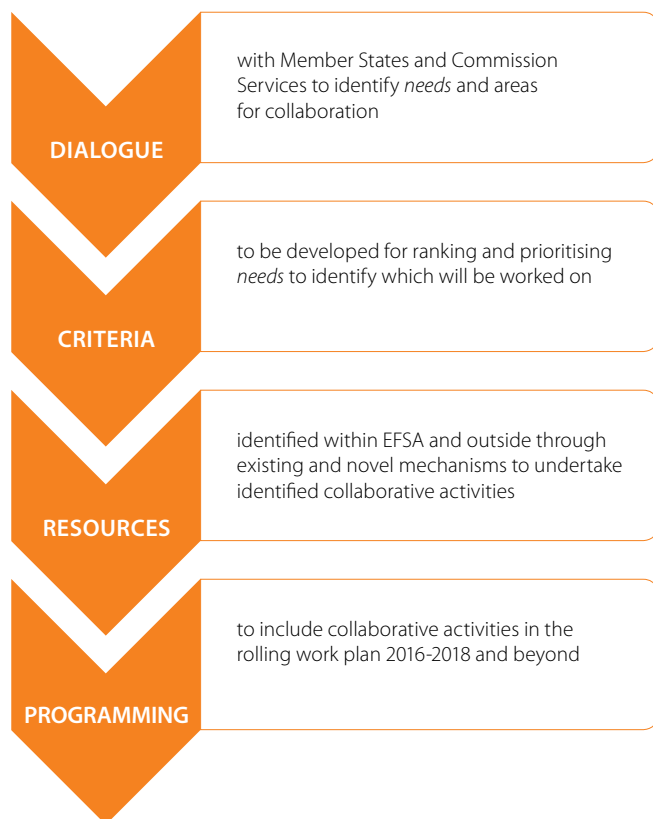 DIALOGUE
with Member States and Commission
Services to identify needs and areas
for collaboration
CRITERIA
to be developed for ranking and prioritising
needs to identify which will be worked on
RESOURCES
identified within EFSA and outside through
existing and novel mechanisms to undertake
identified collaborative activities
PROGRAMMING
to include collaborative activities in the
rolling work plan 2016-2018 and beyond